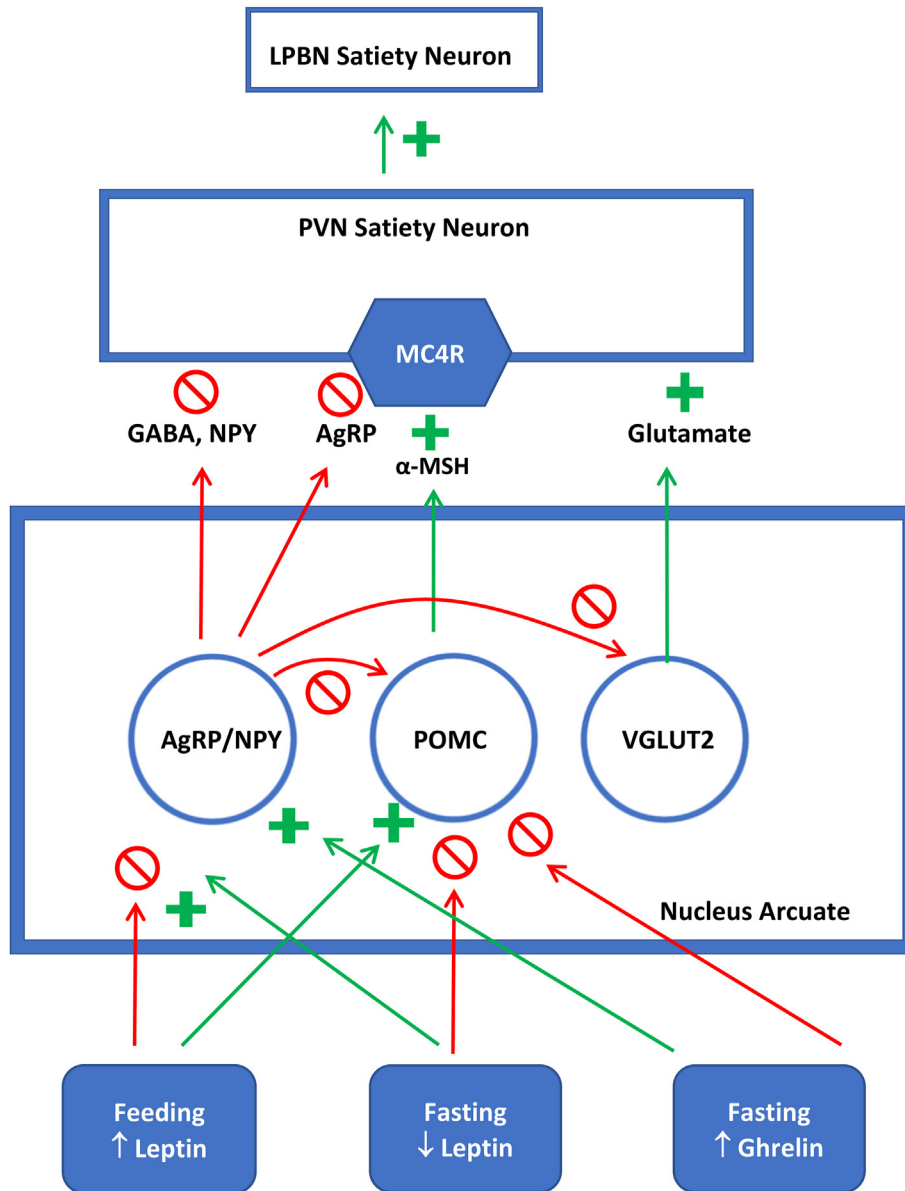 LPBN Satiety Neuron
PVN Satiety Neuron
MC4R
GABA, NPY
AgRP
α-MSH
Glutamate
AgRP/NPY
POMC
VGLUT2
Nucleus Arcuate
Feeding
↑ Leptin
Fasting
↓ Leptin
Fasting
↑ Ghrelin